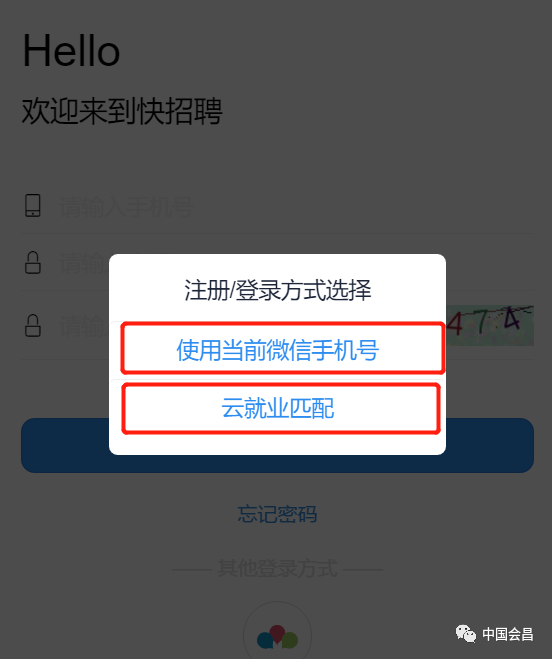 Hello
欢迎来到快招聘
请输入手机号
注册/登录方式选择
使用当前微信手机号
474
云就业匹配
忘记密码
其他登录方式
中国会昌